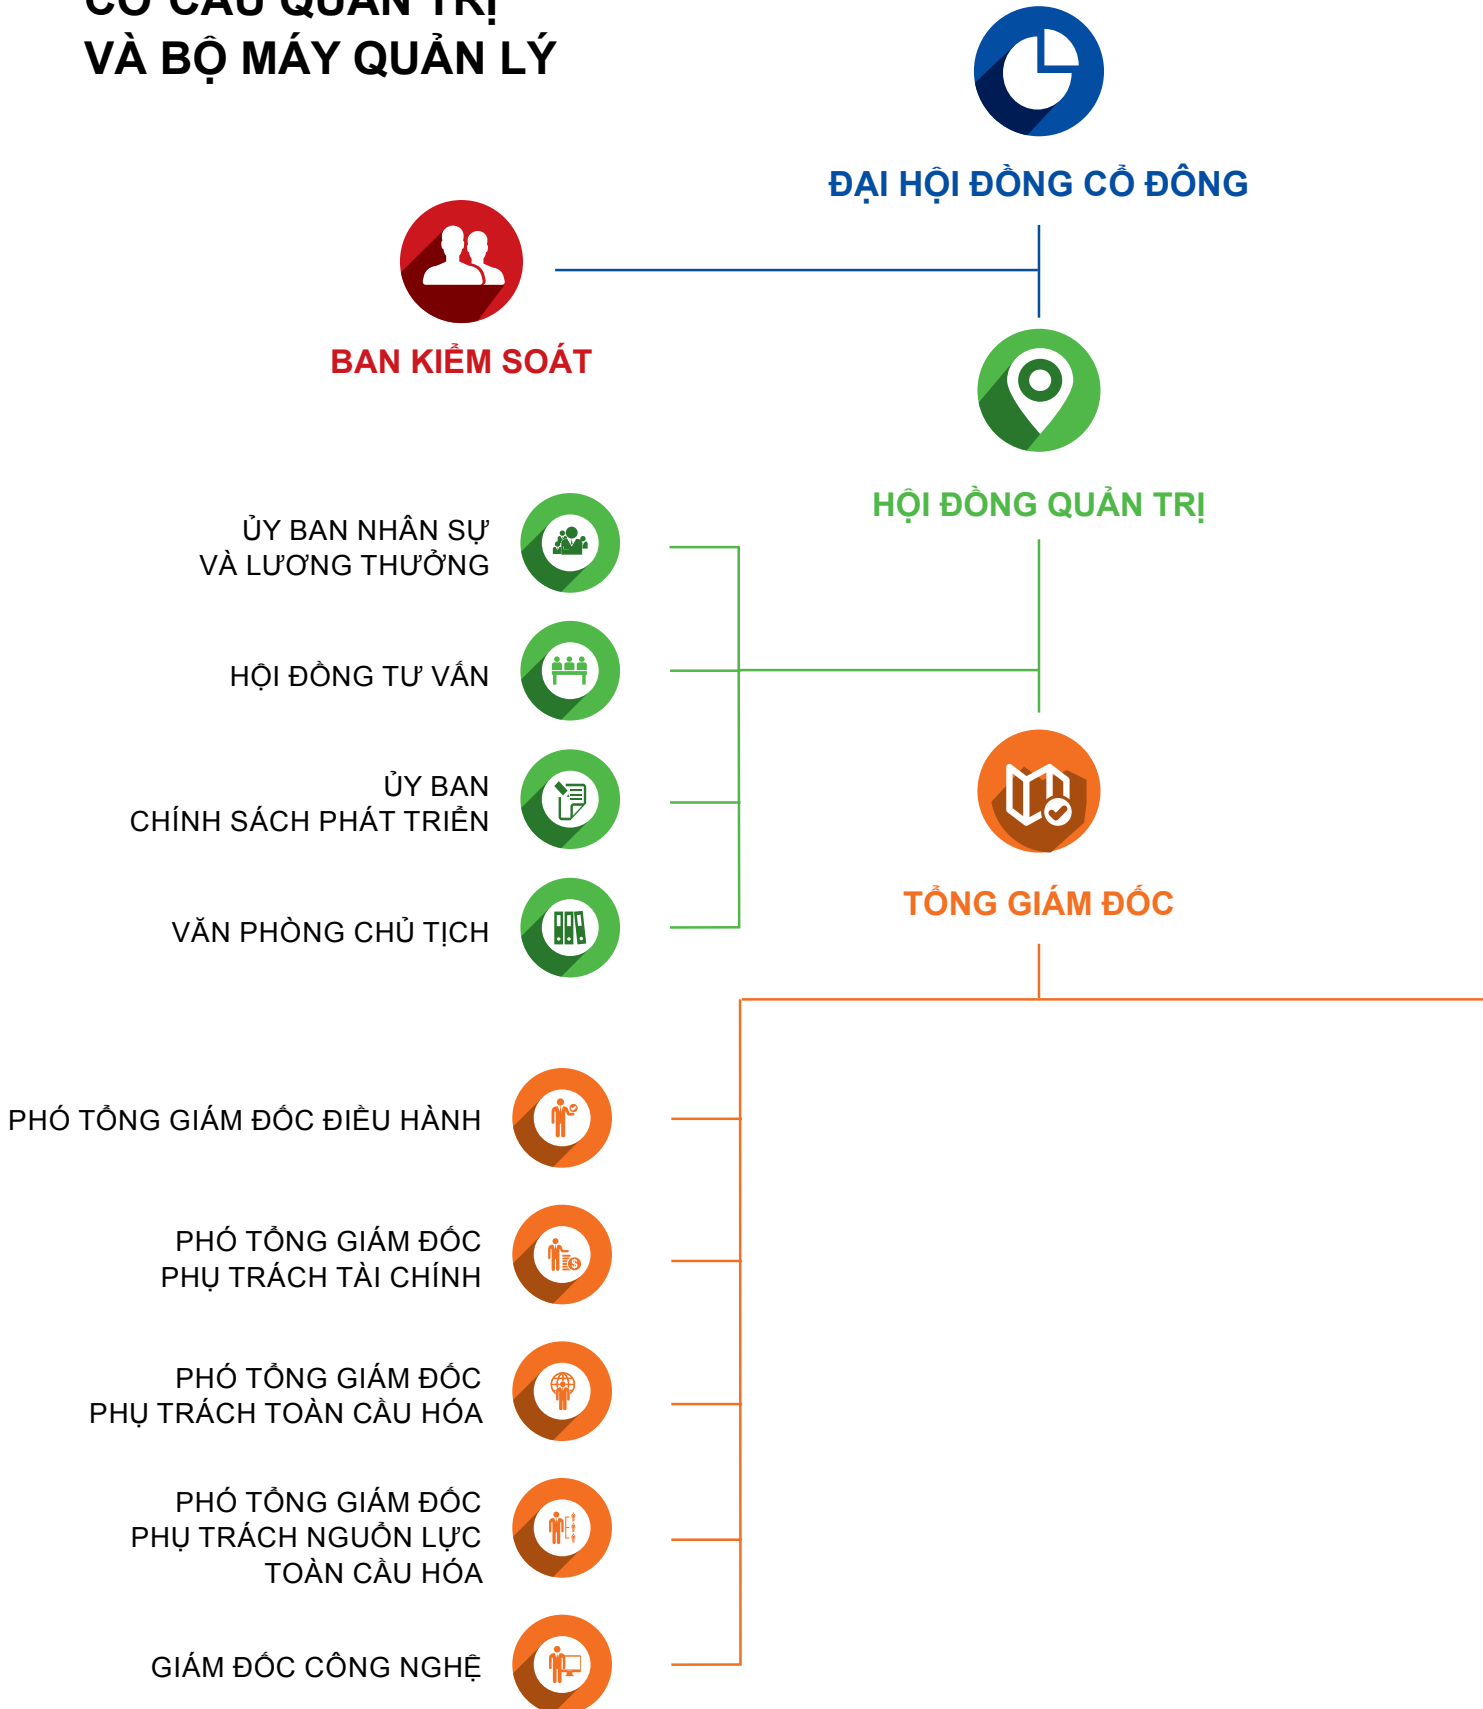 CƠ CẤU QUẢN TRỊ
VÀ BỘ MÁY QUẢN LÝ
ĐẠI HỘI ĐỒNG CỔ ĐÔNG
BAN KIỂM SOÁT
HỘI ĐỒNG QUẢN TRỊ
ỦY BAN NHÂN SỰ
VÀ LƯƠNG THƯỞNG
HỘI ĐỒNG TƯ VẤN
ỦY BAN
CHÍNH SÁCH PHÁT TRIỂN
VĂN PHÒNG CHỦ TỊCH
TỔNG GIÁM ĐỐC
PHÓ TỔNG GIÁM ĐỐC ĐIỀU HÀNH
PHÓ TỔNG GIÁM ĐỐC
PHỤ TRÁCH TÀI CHÍNH
PHÓ TỔNG GIÁM ĐỐC
PHỤ TRÁCH TOÀN CẦU HÓA
PHÓ TỔNG GIÁM ĐỐC
PHỤ TRÁCH NGUỒN LỰC
TOÀN CẦU HÓA
GIÁM ĐỐC CÔNG NGHỆ